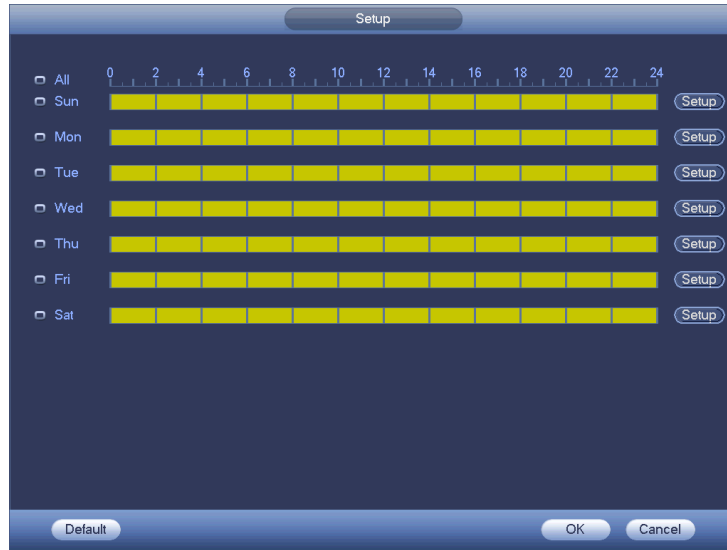 Setup
All 0 2 4 6 8 10 12 14 16 18 20 22 24
Sun Setup
Mon Setup
Tue Setup
Wed Setup
Thu Setup
Fri Setup
Sat Setup
Default OK Cancel